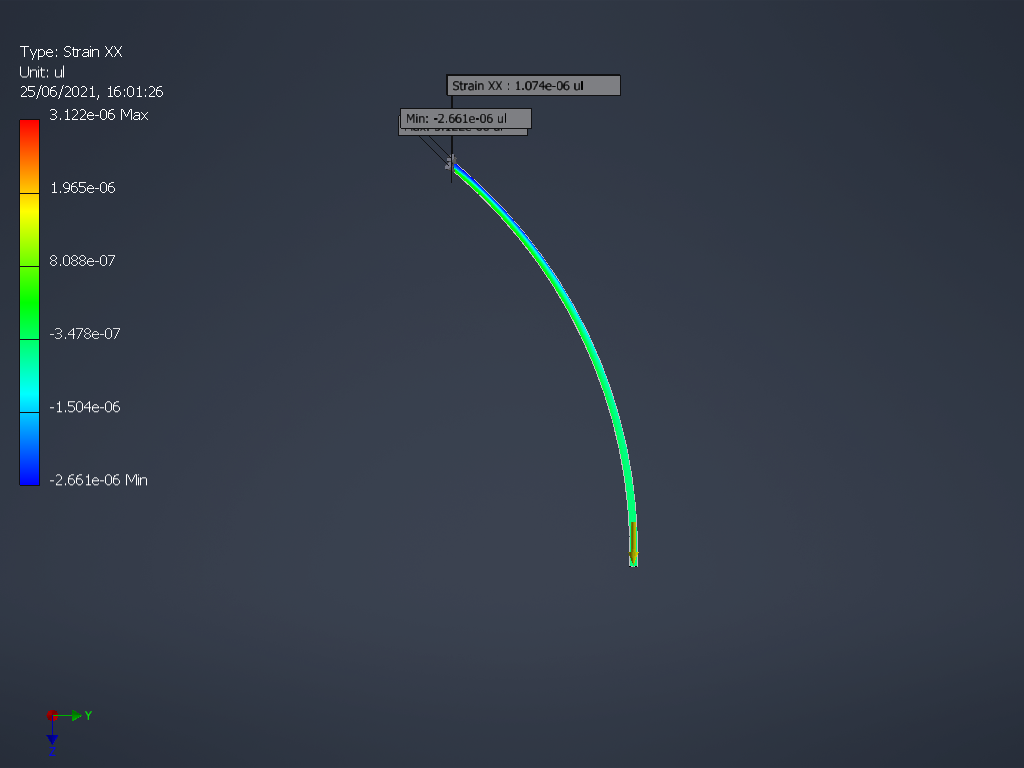 Type: Strain XX
Unit: ul
25/06/2021, 16:01:26
3.122e-06 Max
1.965e-06
8.088e-07
-3.478e-07
-1.504e-06
-2.661e-06 Min
Strain XX : 1.074e-06 ul
Min: -2.661e-06 ul
Y
Z